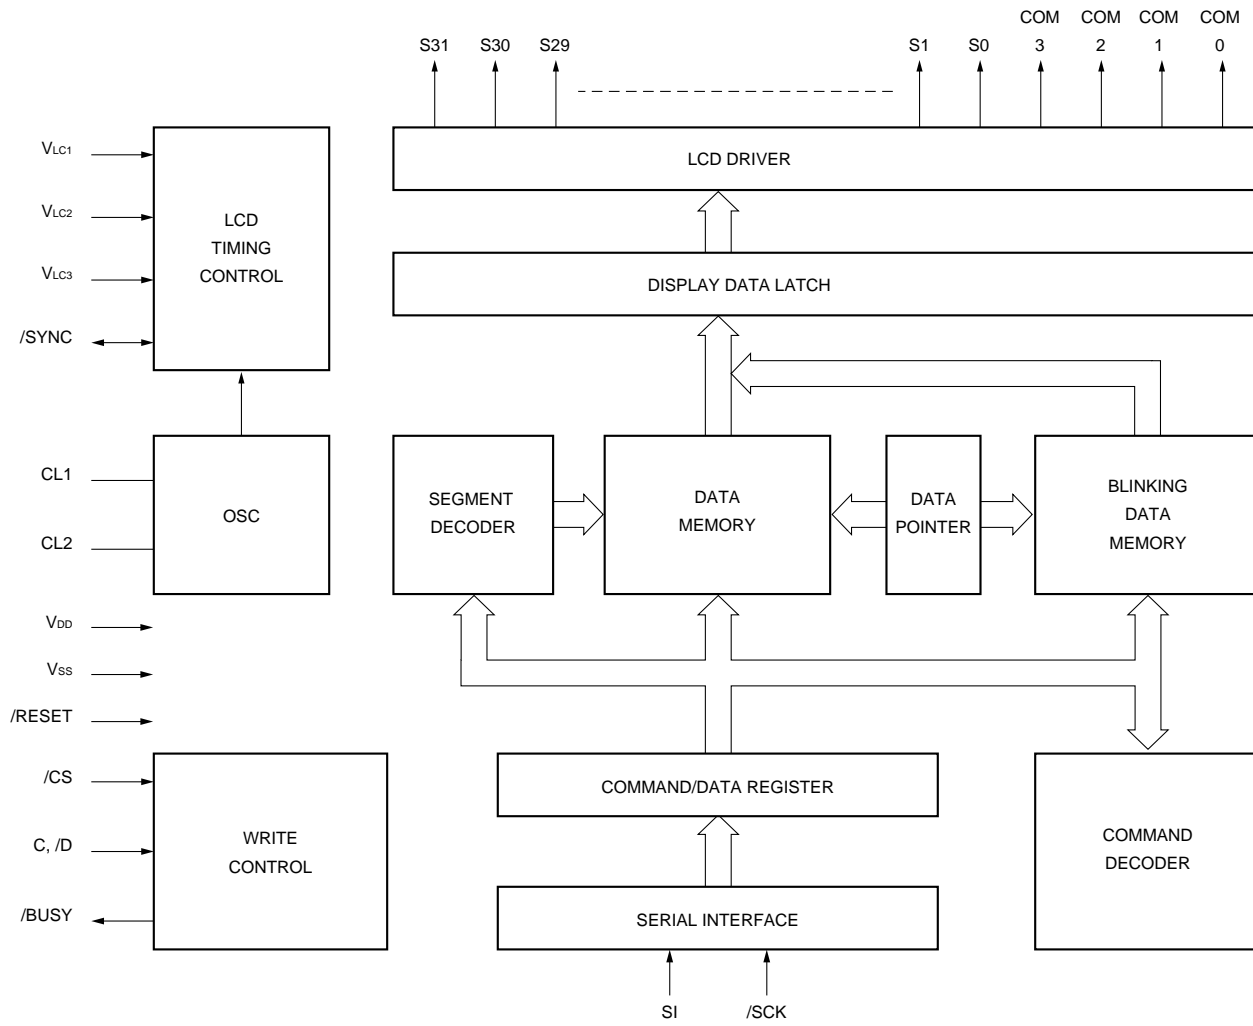 COM COM COM COM
S31 S30 S29 S1 S0 3 2 1 0
VLC1
LCD DRIVER
VLC2
LCD
TIMING
CONTROL
VLC3
DISPLAY DATA LATCH
/SYNC
CL1
OSC
CL2
SEGMENT
DECODER
DATA
MEMORY
DATA
POINTER
BLINKING
DATA
MEMORY
VDD
VSS
/RESET
/CS
C, /D
/BUSY
WRITE
CONTROL
COMMAND/DATA REGISTER
COMMAND
DECODER
SERIAL INTERFACE
SI /SCK